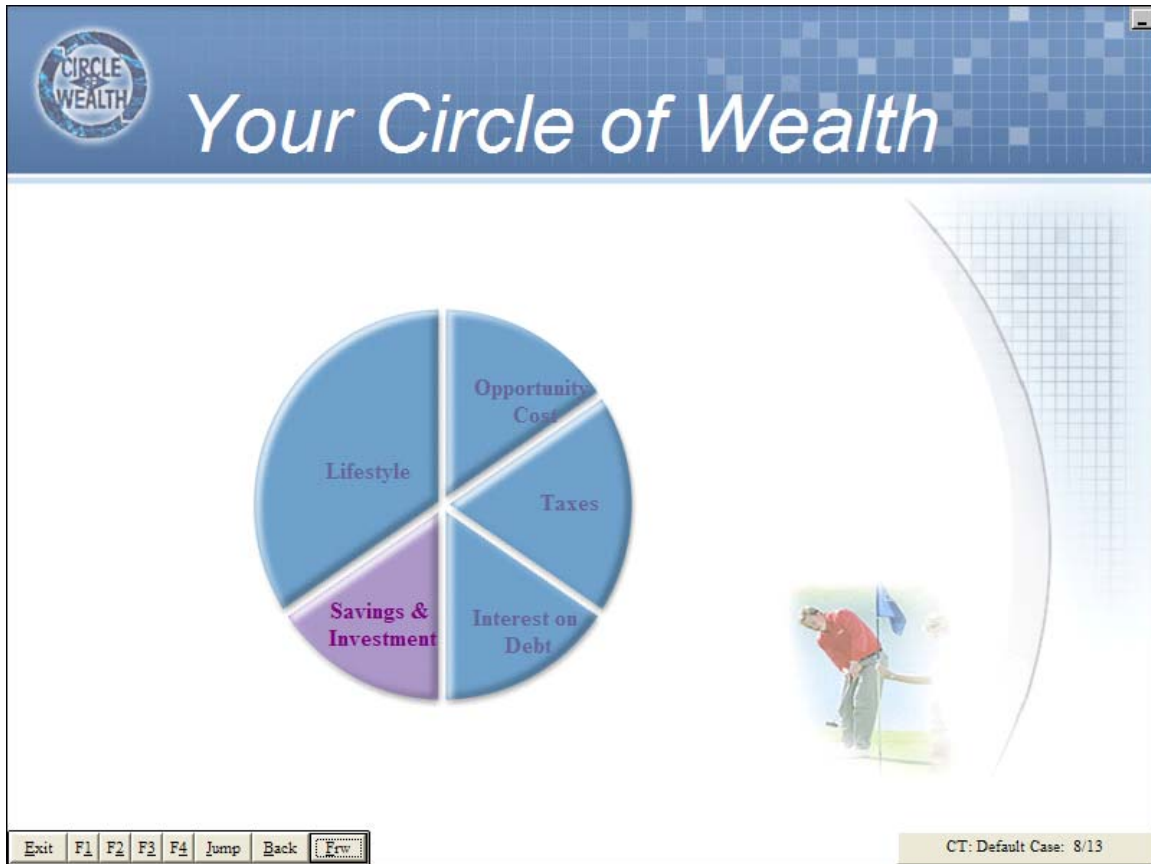 CIRCLE
OF
WEALTH
Your Circle of Wealth
Opportunity
Cost
Lifestyle
Taxes
Savings &
Investment
Interest on
Debt
Exit F1 F2 F3 F4 Jump Back Frw
CT: Default Case: 8/13